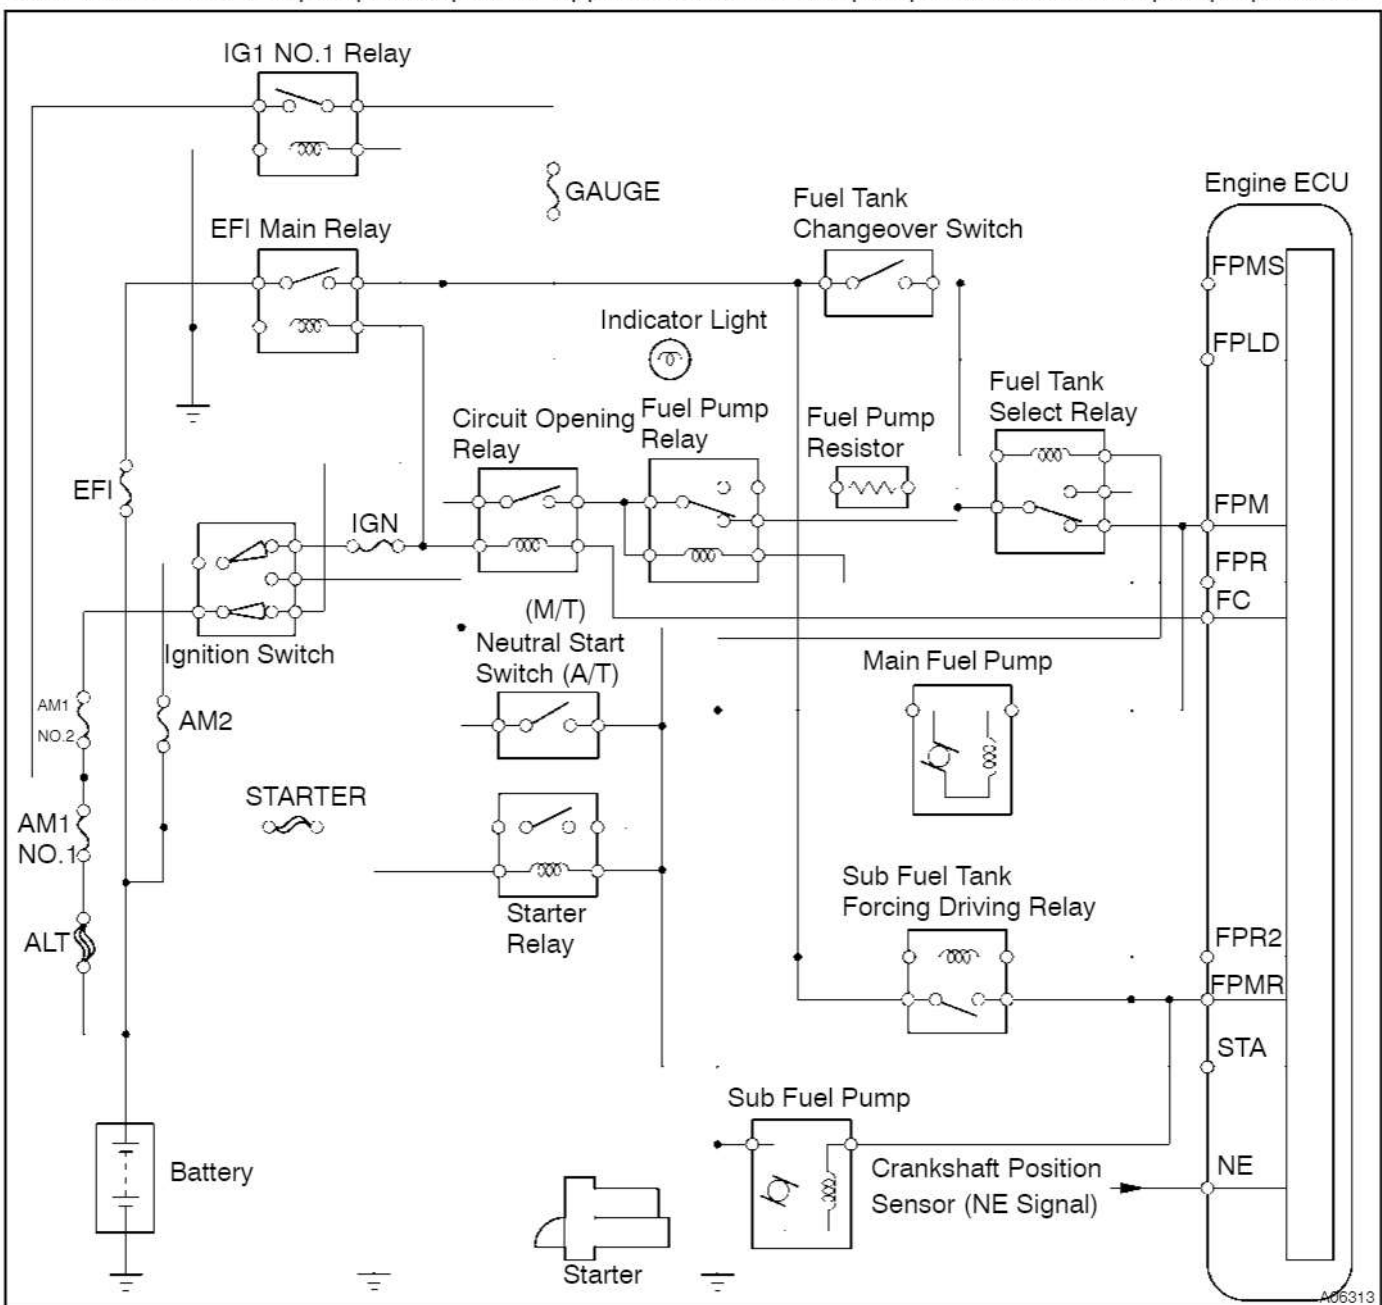 IG1 NO.1 Relay
GAUGE
Engine ECU
Fuel Tank
Changeover Switch
EFI Main Relay
FPMS
Indicator Light
FPLD
Fuel Tank
Select Relay
Circuit Opening
Relay
Fuel Pump
Relay
Fuel Pump
Resistor
EFI
IGN
FPM
FPR
FC
(M/T)
Neutral Start
Switch (A/T)
Ignition Switch
Main Fuel Pump
AM1
NO.2
AM2
STARTER
AM1
NO.1
Sub Fuel Tank
Forcing Driving Relay
Starter
Relay
ALT
FPR2
FPMR
STA
Sub Fuel Pump
Battery
Crankshaft Position
Sensor (NE Signal)
NE
Starter
A06313